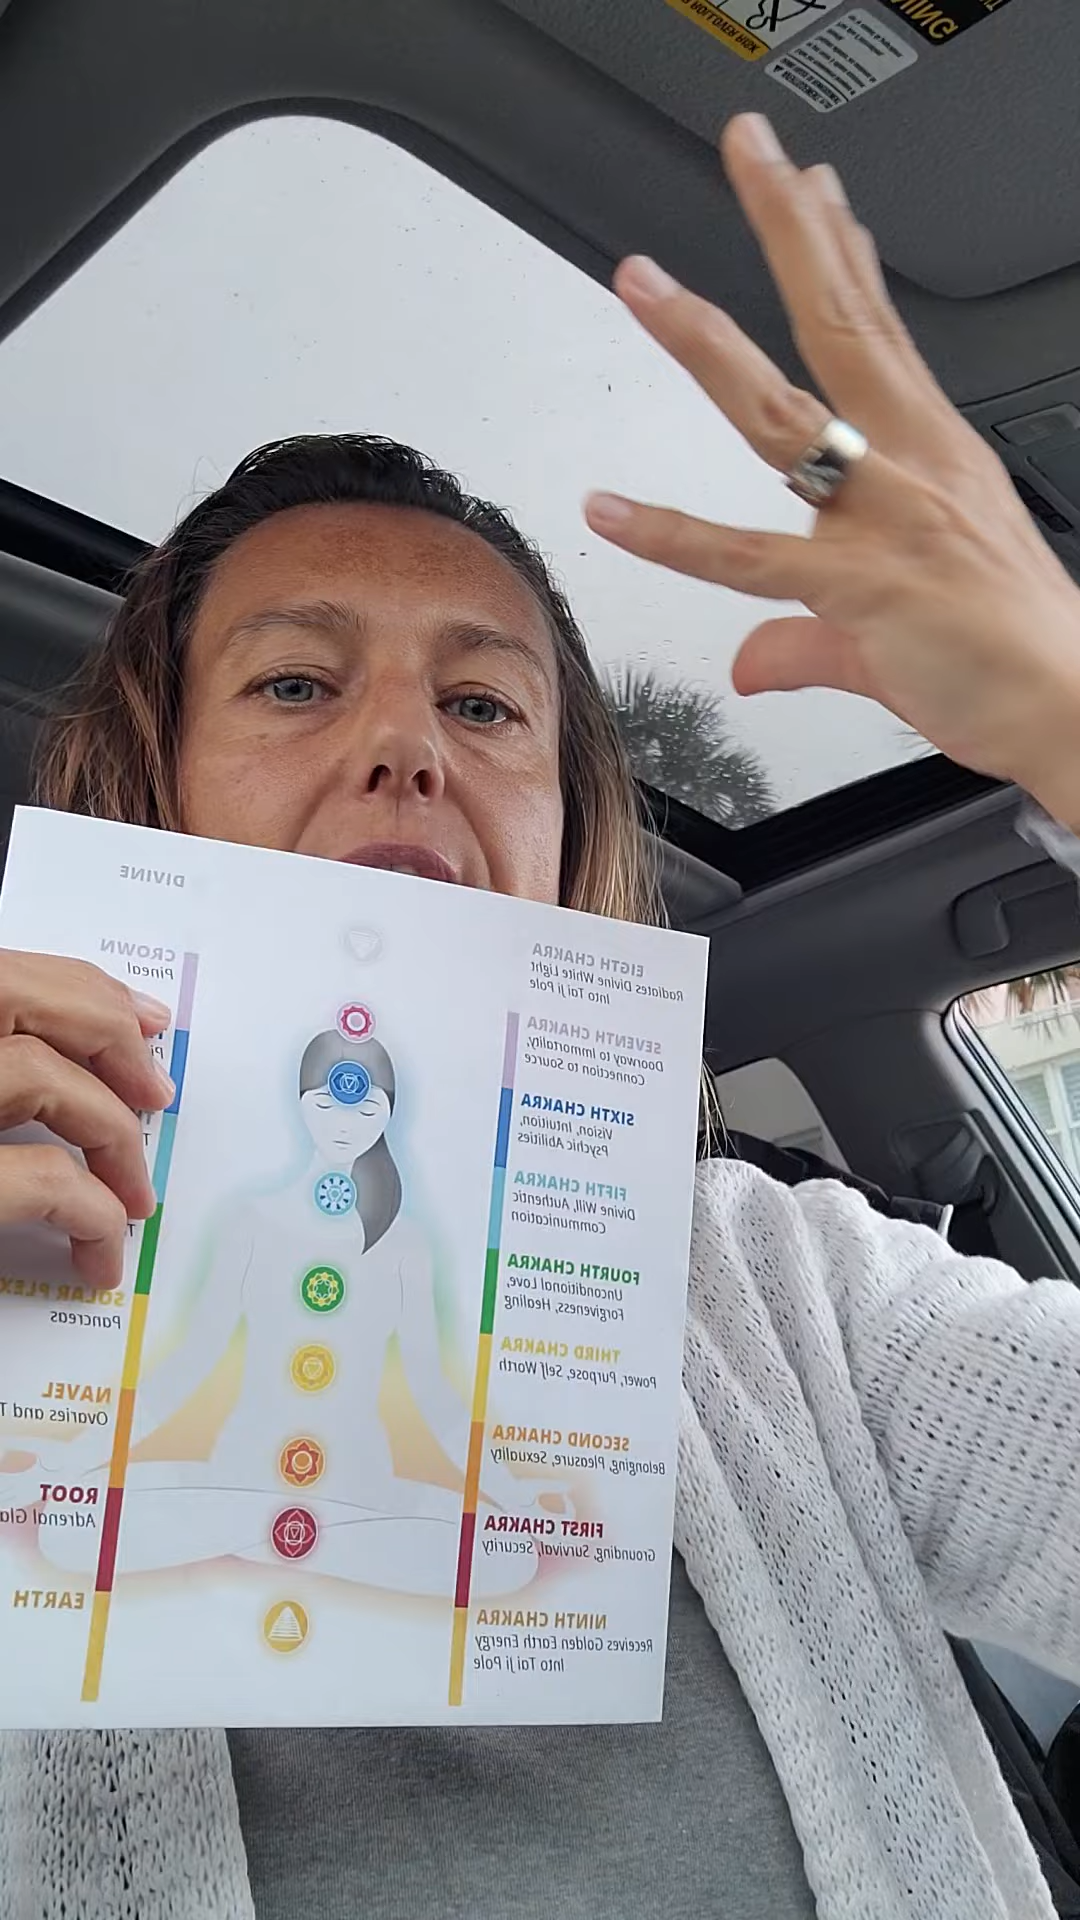 ROLLOVER RISK
DIVINE
CROWN
Pineal
SOLAR PLEX
Pancreas
NAVEL
Ovaries and T
ROOT
Adrenal Gla
EARTH
EIGTH CHAKRA
Radiates Divine White Light
Into Tai ji Pole
SEVENTH CHAKRA
Doorway to Immortality,
Connection to Source
SIXTH CHAKRA
Vision, Intuition,
Psychic Abilities
FIFTH CHAKRA
Divine Will, Authentic
Communication
FOURTH CHAKRA
Unconditional Love,
Forgiveness, Healing
THIRD CHAKRA
Power, Purpose, Self Worth
SECOND CHAKRA
Belonging, Pleasure, Sexuality
FIRST CHAKRA
Grounding, Survival, Security
NINTH CHAKRA
Receives Golden Earth Energy
Into Tai ji Pole